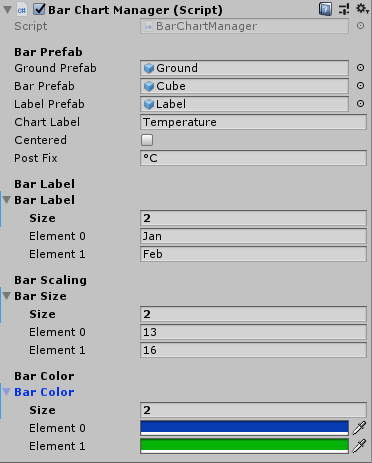 Bar Chart Manager (Script)
Script BarChartManager
Bar Prefab
Ground Prefab Ground
Bar Prefab Cube
Label Prefab Label
Chart Label Temperature
Centered
Post Fix °C
Bar Label
Bar Label
Size 2
Element 0 Jan
Element 1 Feb
Bar Scaling
Bar Size
Size 2
Element 0 13
Element 1 16
Bar Color
Bar Color
Size 2
Element 0
Element 1